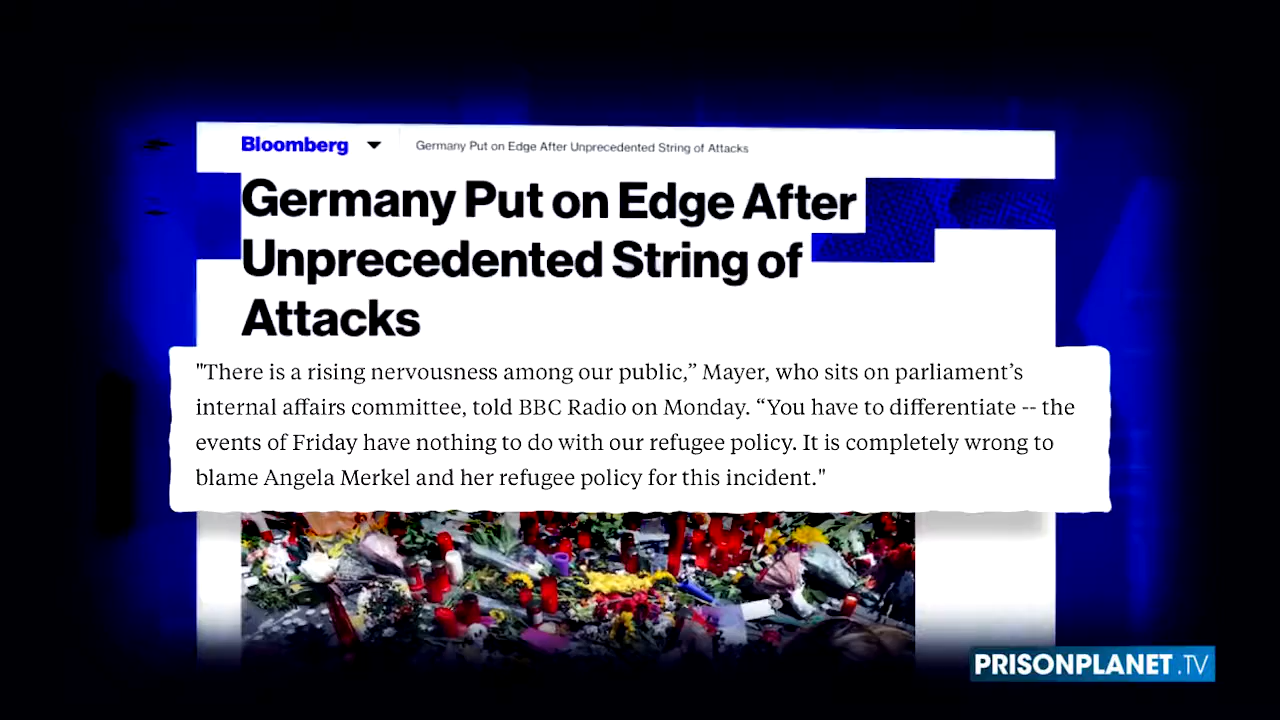 Bloomberg
Germany Put on Edge After Unprecedented String of Attacks
Germany Put on Edge After
Unprecedented String of
Attacks
"There is a rising nervousness among our public,” Mayer, who sits on parliament’s
internal affairs committee, told BBC Radio on Monday. “You have to differentiate -- the
events of Friday have nothing to do with our refugee policy. It is completely wrong to
blame Angela Merkel and her refugee policy for this incident."
PRISONPLANET.TV